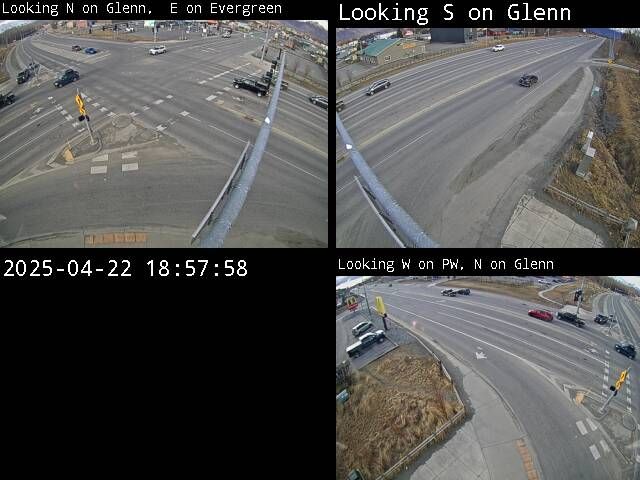 Looking N on Glenn,  E on Evergreen
Looking S on Glenn
2025-04-22 18:57:58
Looking W on PW, N on Glenn